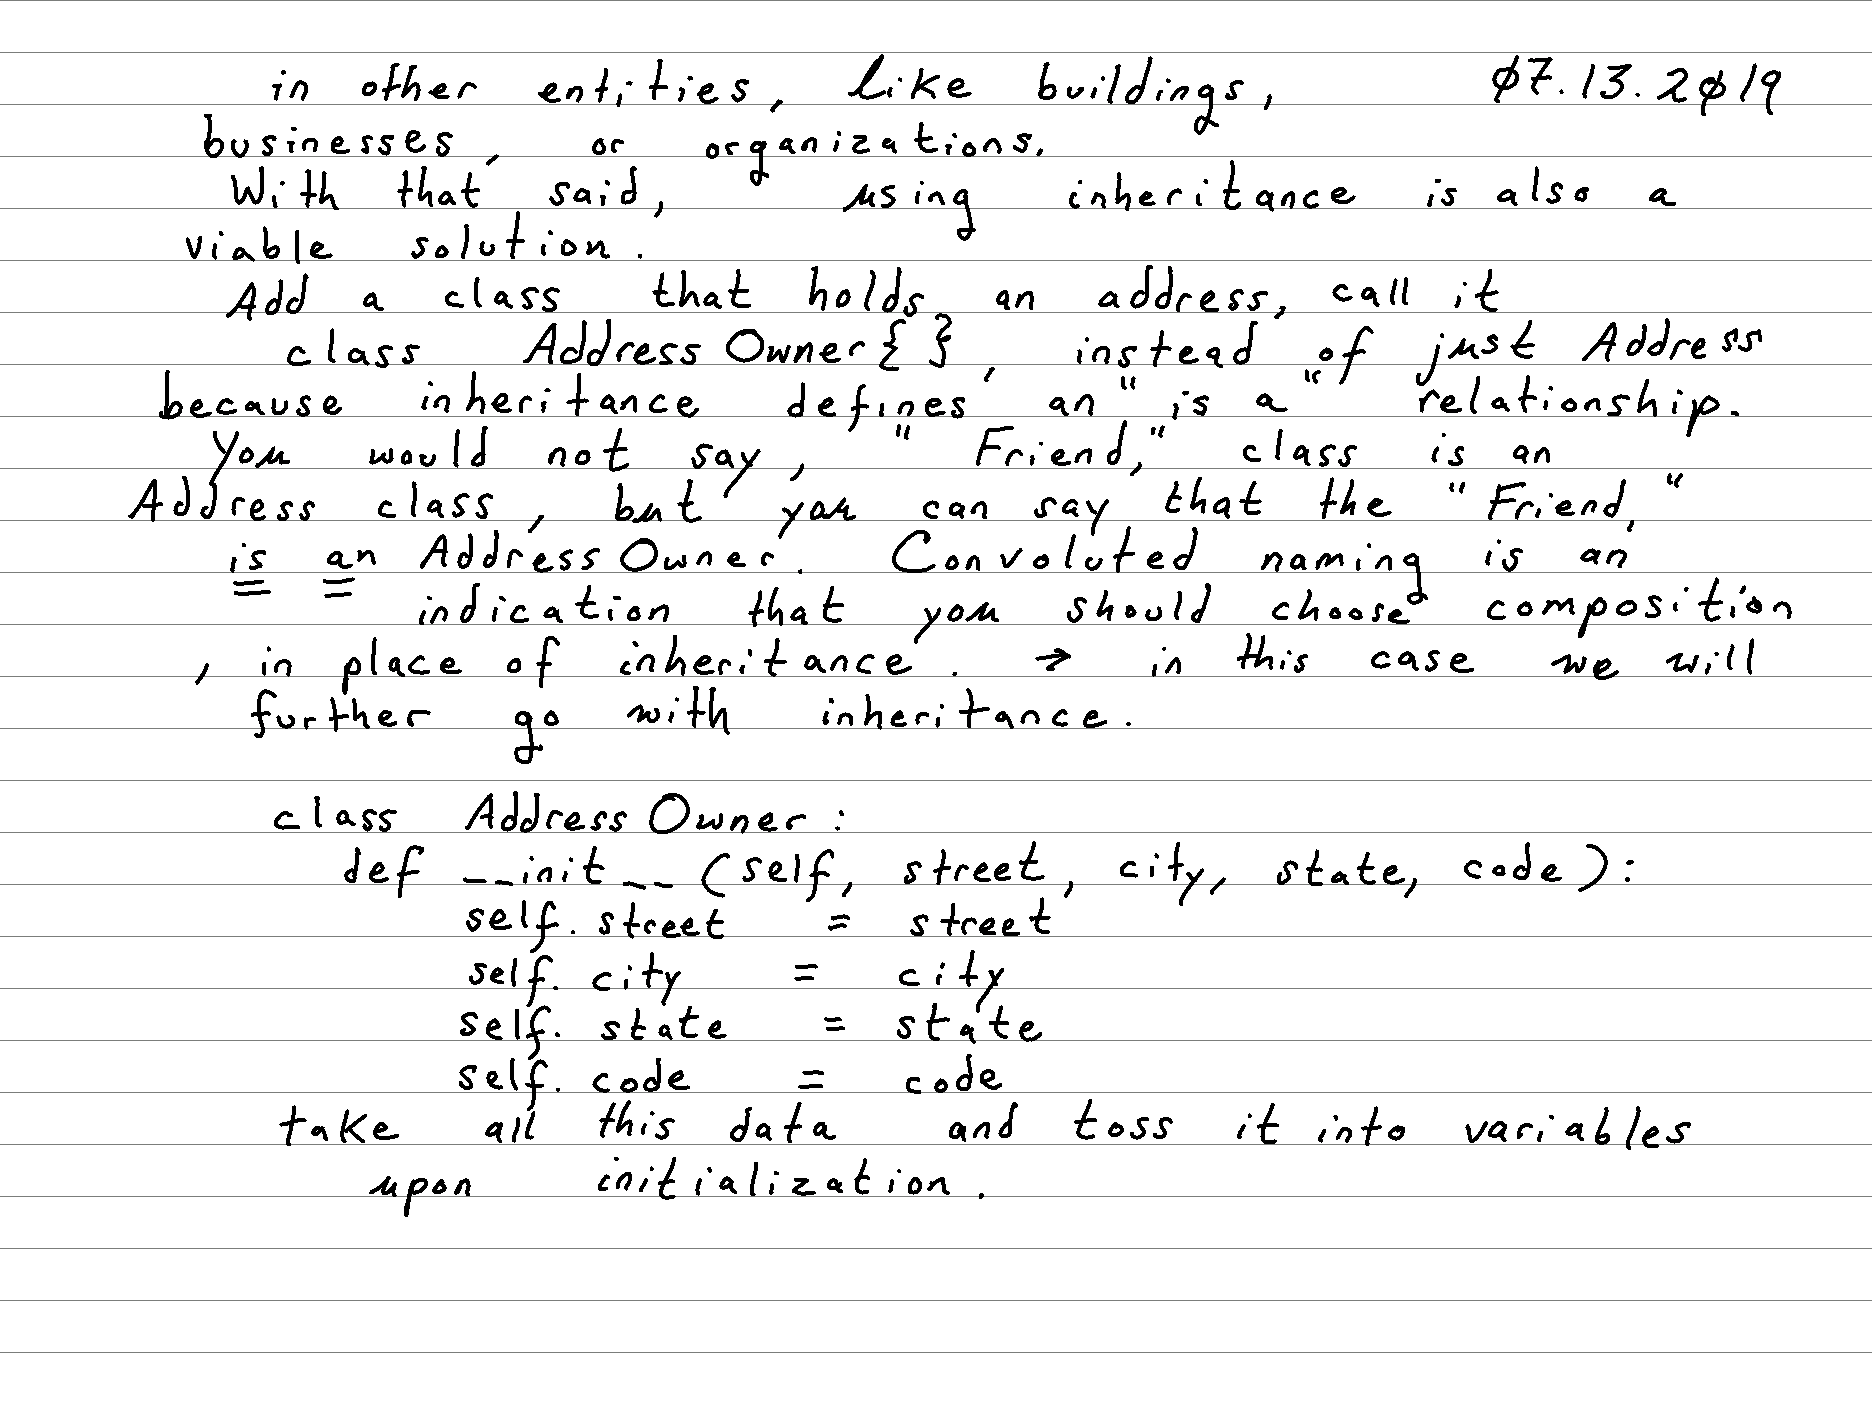 in other entities, like buildings, 07.13.2019
businesses, or organizations.
With that said, using inheritance is also a
viable solution.
Add a class that holds an address, call it
class AddressOwner{ }, instead of just Address
because inheritance defines an "is a" relationship.
You would not say, "Friend," class is an
Address class, but you can say that the "Friend,"
is an AddressOwner. Convoluted naming is an
indication that you should choose composition
, in place of inheritance. → in this case we will
further go with inheritance.
class AddressOwner:
def __init__(self, street, city, state, code):
self.street = street
self.city = city
self.state = state
self.code = code
take all this data and toss it into variables
upon initialization.